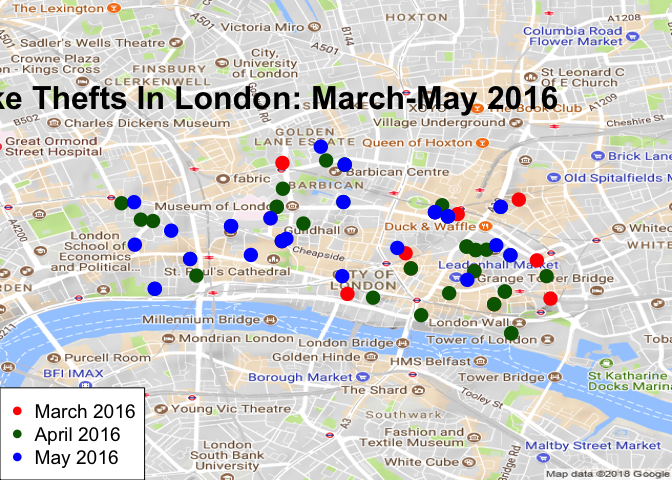 The Lexington
A501
Sadler's Wells Theatre
Crowne Plaza
on - Kings Cross
Victoria Miro
A501
B144
HOXTON
A1208
Columbia Road
Flower Market
FINSBURY
CLERKENWELL
City,
University
of London
St Leonard C
of E Church
ke Thefts In London: March-May 2016
Book Club
A1209
B502
Charles Dickens Museum
Village Underground
Cheshire St
Great Ormond
Street Hospital
GOLDEN
LANE ESTATE
Queen of Hoxton
Brick Lane
fabric
BARBICAN
Barbican Centre
Old Spitalfields M
A4200
Museum of London
Guildhall
Duck & Waffle
Whitec
WHITE
London
School of
Economics
and Political...
Cheapside
St. Paul's Cathedral
CITY OF
LONDON
Leadenhall Market
Grange Tower Bridge
Millennium Bridge
London Wall
Mondrian London
London Bridge
Tower of London
3211
Purcell Room
Golden Hinde
HMS Belfast
BFI IMAX
Borough Market
Tower Bridge
St Katharine
Docks Marina
The Shard
Tooley St
Young Vic Theatre
Southwark
March 2016
April 2016
May 2016
A3
Fashion and
Textile Museum
London
South Bank
University
White Cube
Bridge Rd
Maltby Street Market
Map data ©2018 Google